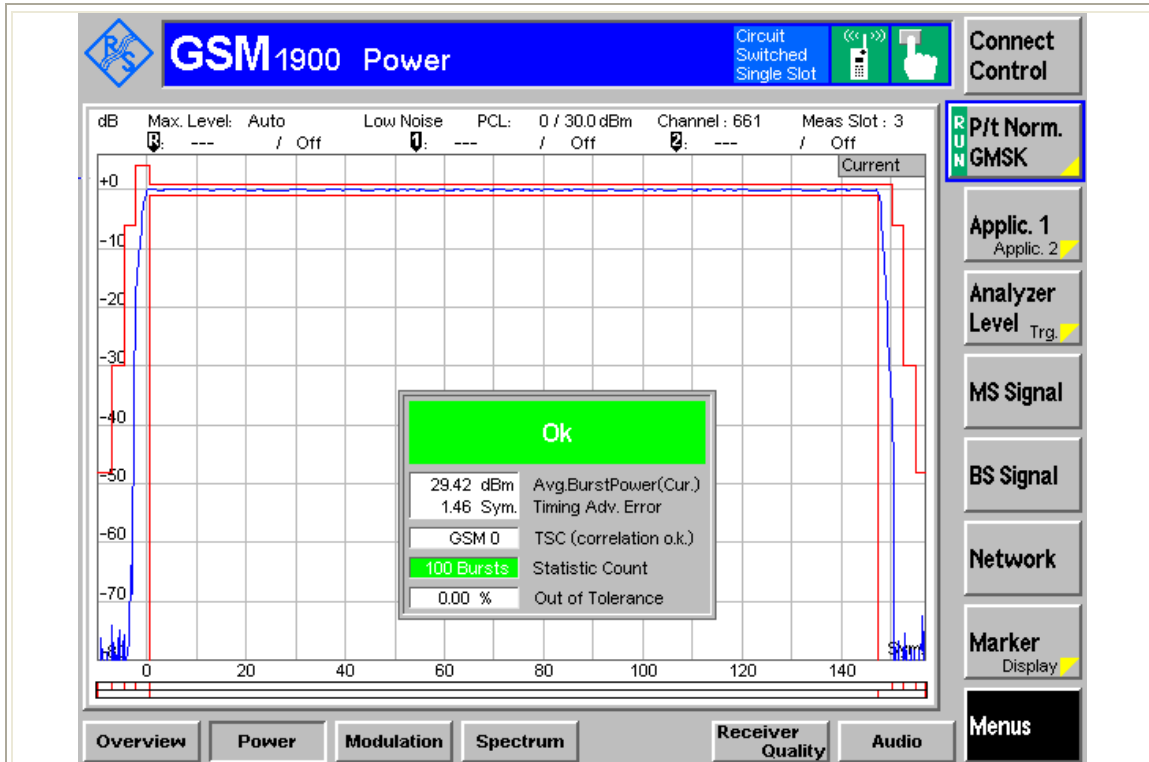 R&S
GSM 1900 Power
Circuit Switched Single Slot
Connect Control
dB Max. Level: Auto Low Noise PCL: 0 / 30.0 dBm Channel : 661 Meas Slot : 3
R: --- / Off 1: --- / Off 2: --- / Off
Current
+0
-10
-20
-30
-40
-50
-60
-70
Ok
29.42 dBm Avg.BurstPower(Cur.)
1.46 Sym. Timing Adv. Error
GSM 0 TSC (correlation o.k.)
100 Bursts Statistic Count
0.00 % Out of Tolerance
0 20 40 60 80 100 120 140
RUN
P/t Norm. GMSK
Applic. 1
Applic. 2
Analyzer Level Trg.
MS Signal
BS Signal
Network
Marker
Display
Menus
Overview Power Modulation Spectrum Receiver Quality Audio